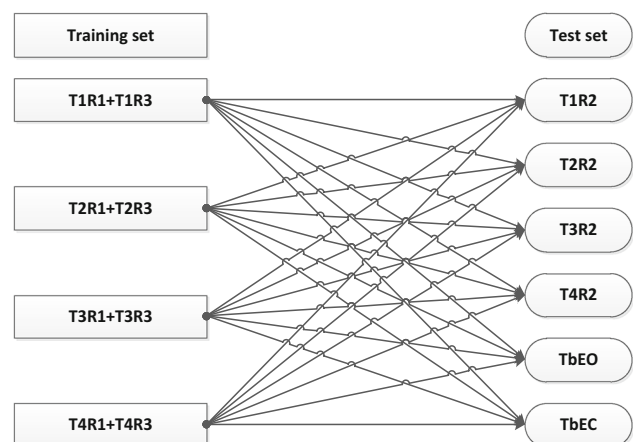 Training set
Test set
T1R1+T1R3
T1R2
T2R2
T2R1+T2R3
T3R2
T4R2
T3R1+T3R3
TbEO
T4R1+T4R3
TbEC